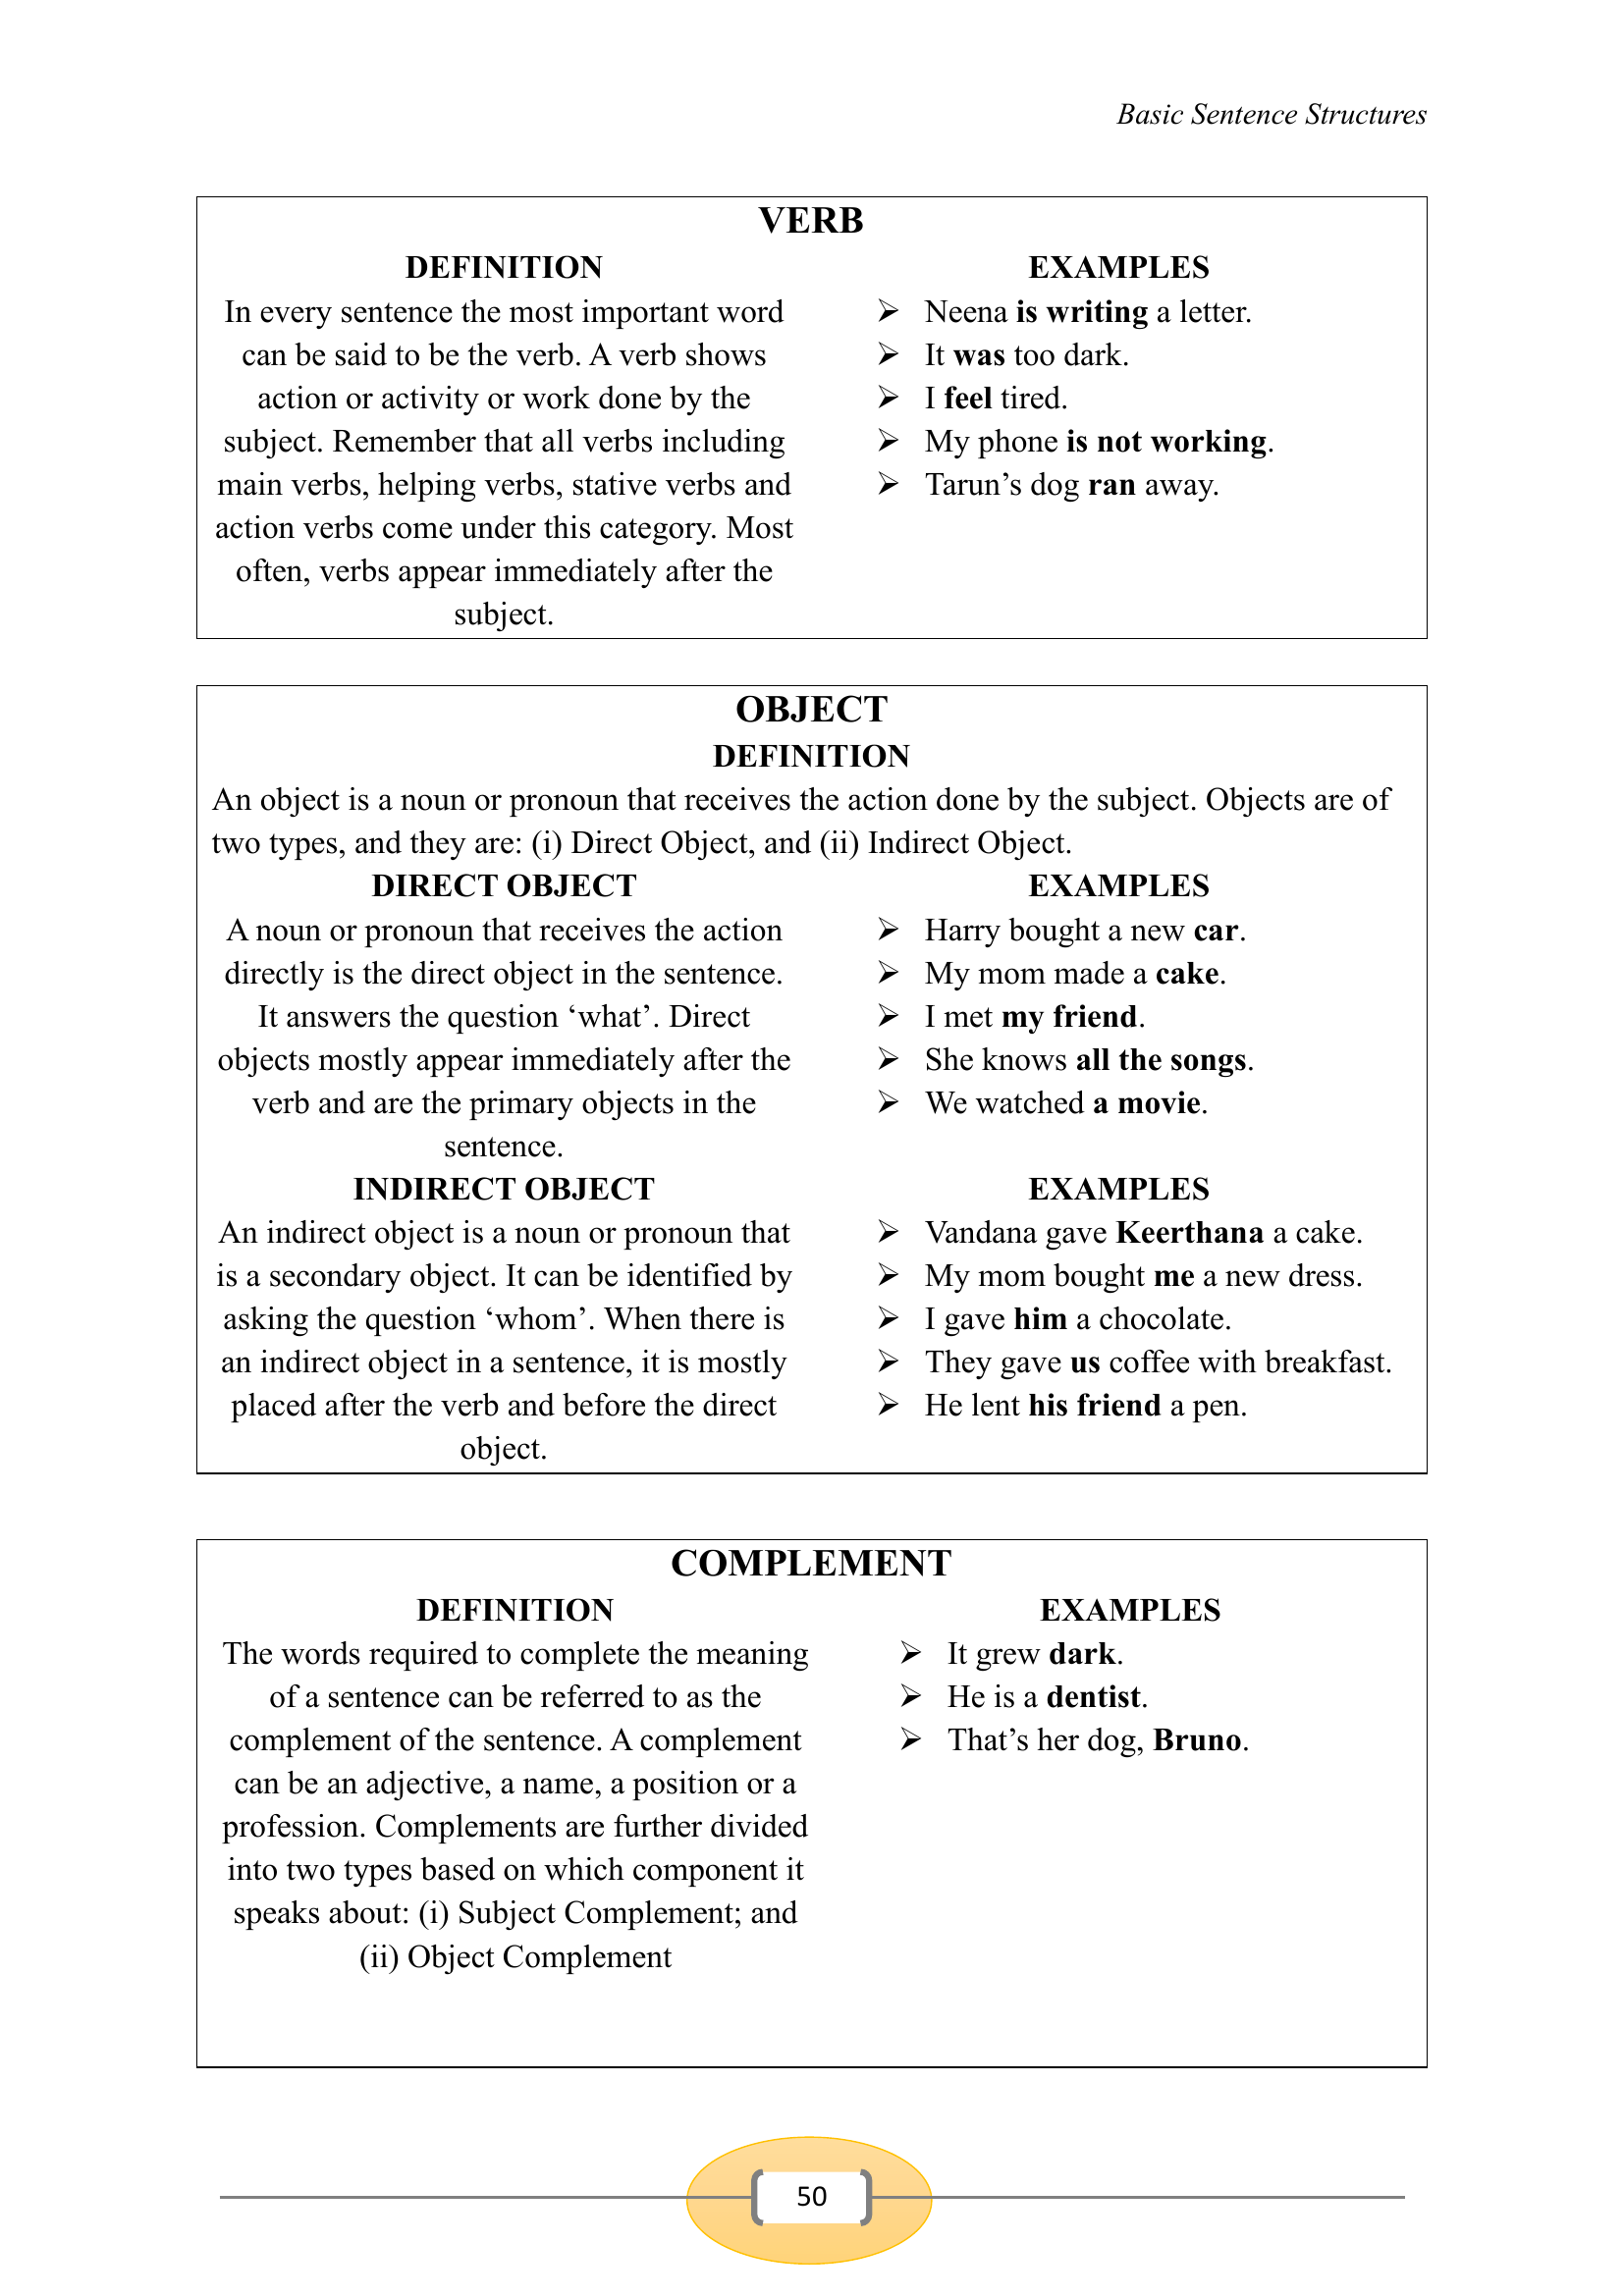 Basic Sentence Structures
VERB
DEFINITION
In every sentence the most important word
can be said to be the verb. A verb shows
action or activity or work done by the
subject. Remember that all verbs including
main verbs, helping verbs, stative verbs and
action verbs come under this category. Most
often, verbs appear immediately after the
subject.
EXAMPLES
➢ Neena is writing a letter.
➢ It was too dark.
➢ I feel tired.
➢ My phone is not working.
➢ Tarun’s dog ran away.
OBJECT
DEFINITION
An object is a noun or pronoun that receives the action done by the subject. Objects are of
two types, and they are: (i) Direct Object, and (ii) Indirect Object.
DIRECT OBJECT
A noun or pronoun that receives the action
directly is the direct object in the sentence.
It answers the question ‘what’. Direct
objects mostly appear immediately after the
verb and are the primary objects in the
sentence.
EXAMPLES
➢ Harry bought a new car.
➢ My mom made a cake.
➢ I met my friend.
➢ She knows all the songs.
➢ We watched a movie.
INDIRECT OBJECT
An indirect object is a noun or pronoun that
is a secondary object. It can be identified by
asking the question ‘whom’. When there is
an indirect object in a sentence, it is mostly
placed after the verb and before the direct
object.
EXAMPLES
➢ Vandana gave Keerthana a cake.
➢ My mom bought me a new dress.
➢ I gave him a chocolate.
➢ They gave us coffee with breakfast.
➢ He lent his friend a pen.
COMPLEMENT
DEFINITION
The words required to complete the meaning
of a sentence can be referred to as the
complement of the sentence. A complement
can be an adjective, a name, a position or a
profession. Complements are further divided
into two types based on which component it
speaks about: (i) Subject Complement; and
(ii) Object Complement
EXAMPLES
➢ It grew dark.
➢ He is a dentist.
➢ That’s her dog, Bruno.
50